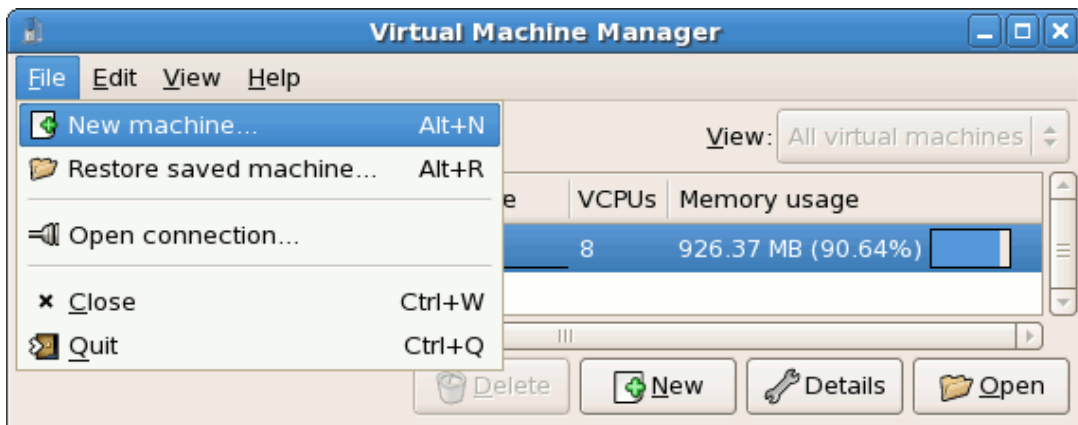 Virtual Machine Manager
File Edit View Help
New machine... Alt+N
View: All virtual machines
Restore saved machine... Alt+R
e VCPUs Memory usage
Open connection...
8 926.37 MB (90.64%)
Close Ctrl+W
Quit Ctrl+Q
Delete New Details Open